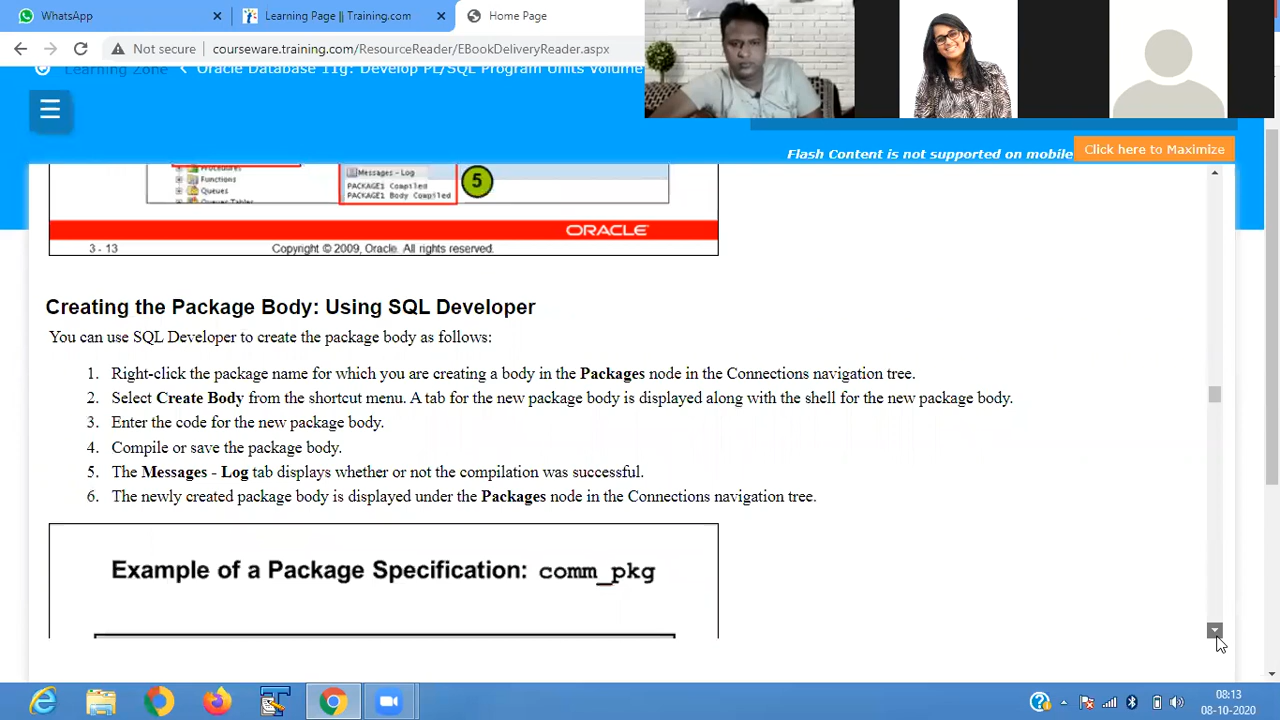 WhatsApp
Learning Page || Training.com
Home Page
Not secure
courseware.training.com/ResourceReader/EBookDeliveryReader.aspx
Learning Zone
Oracle Database 11g: Develop PL/SQL Program Units Volume
Flash Content is not supported on mobile
Click here to Maximize
Procedures
Functions
Queues
Queues Tables
Messages - Log
PACKAGE1 Compiled
PACKAGE1 Body Compiled
5
ORACLE
3 - 13
Copyright © 2009, Oracle. All rights reserved.
Creating the Package Body: Using SQL Developer
You can use SQL Developer to create the package body as follows:
1. Right-click the package name for which you are creating a body in the Packages node in the Connections navigation tree.
2. Select Create Body from the shortcut menu. A tab for the new package body is displayed along with the shell for the new package body.
3. Enter the code for the new package body.
4. Compile or save the package body.
5. The Messages - Log tab displays whether or not the compilation was successful.
6. The newly created package body is displayed under the Packages node in the Connections navigation tree.
Example of a Package Specification: comm_pkg
08:13
08-10-2020